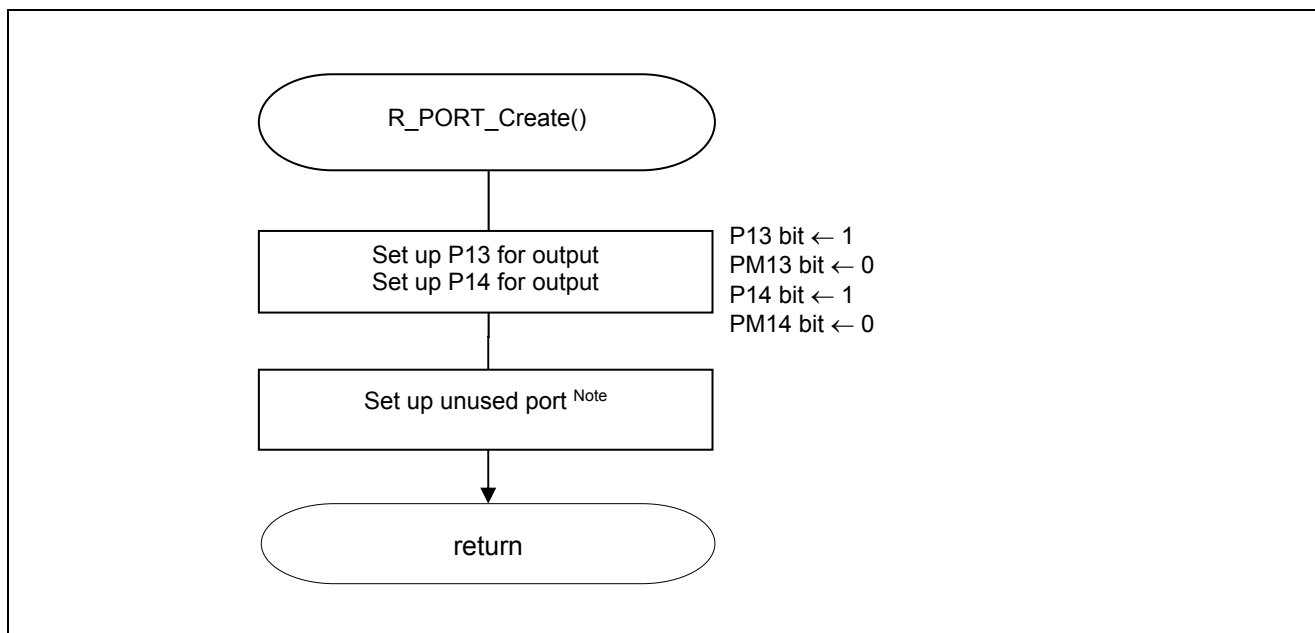 R_PORT_Create()
Set up P13 for output
Set up P14 for output
P13 bit ← 1
PM13 bit ← 0
P14 bit ← 1
PM14 bit ← 0
Set up unused port Note
return